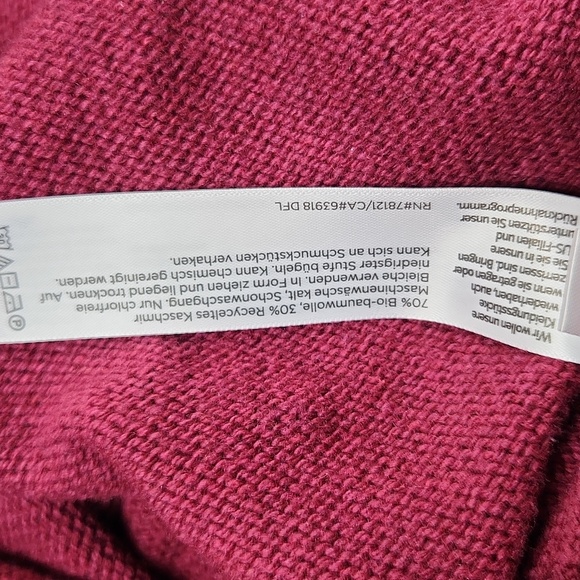 70% Bio-baumwolle, 30% Recyceltes Kaschmir
Maschinenwäsche kalt, Schonwaschgang. Nur chlorfreie
Bleiche verwenden. In Form ziehen und liegend trocknen. Auf
niedrigster Stufe bügeln. Kann chemisch gereinigt werden.
Kann sich an Schmuckstücken verhaken.
RN#78121/CA#63918 DFL
P
Wir wollen unsere
Kleidungsstücke
wiederhaben, auch
wenn sie getragen oder
zerrissen sind. Bringen
Sie sie in unsere
US-Filialen und
unterstützen Sie unser
Rücknahmeprogramm.